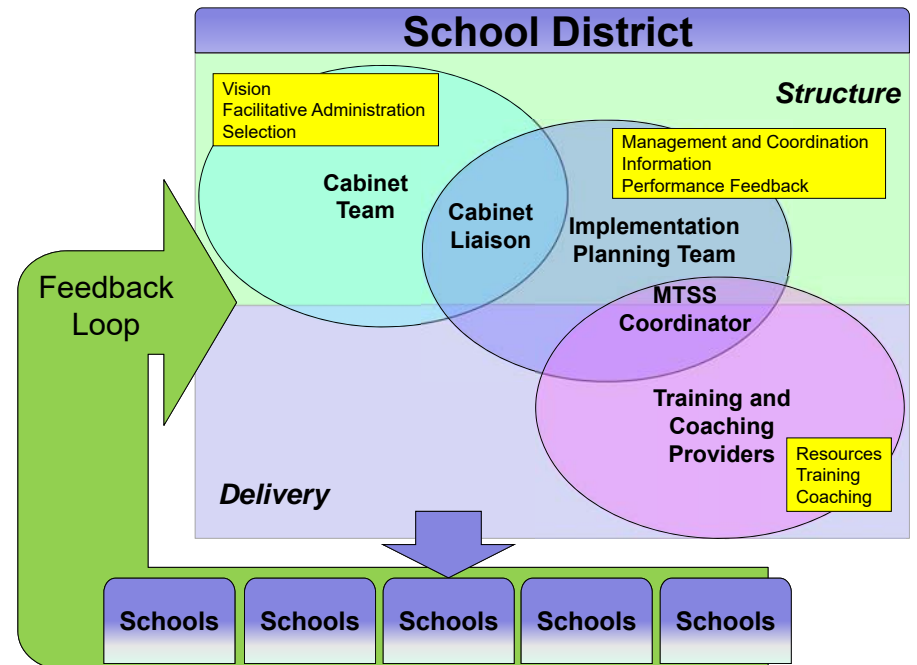 School District
Vision
Facilitative Administration
Selection
Structure
Management and Coordination
Information
Performance Feedback
Cabinet
Team
Cabinet
Liaison
Implementation
Planning Team
MTSS
Coordinator
Feedback
Loop
Training and
Coaching
Providers
Resources
Training
Coaching
Delivery
Schools
Schools
Schools
Schools
Schools